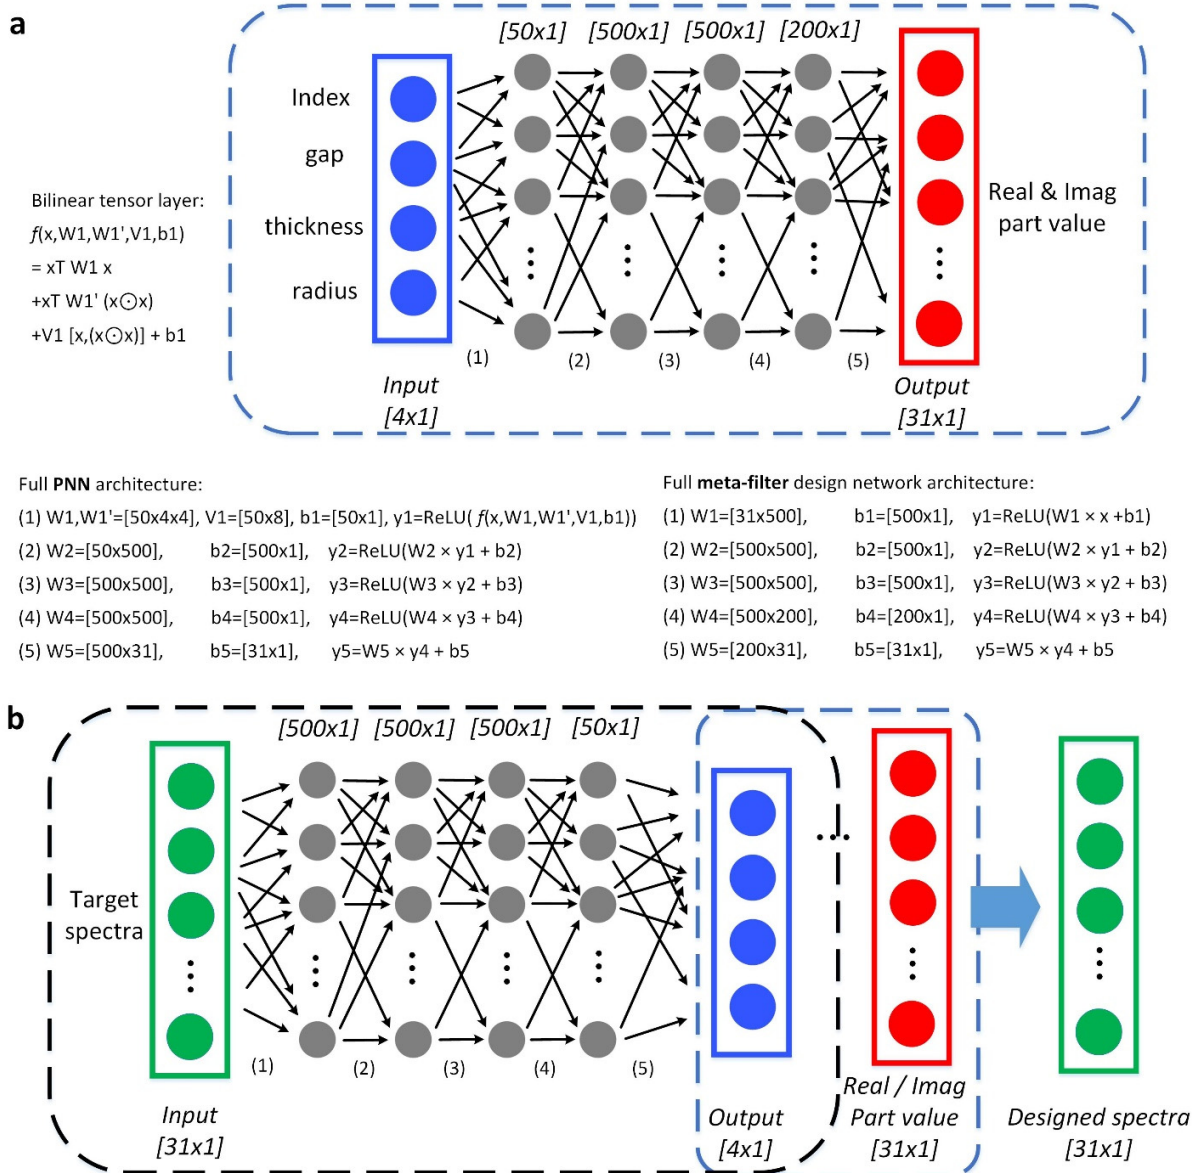 a
[50x1] [500x1] [500x1] [200x1]
Index
gap
thickness
radius
Bilinear tensor layer:
f(x,W1,W1',V1,b1)
= xT W1 x
+xT W1' (x⊙x)
+V1 [x,(x⊙x)] + b1
Real & Imag
part value
(1) (2) (3) (4) (5)
Input
[4x1]
Output
[31x1]
Full PNN architecture:
(1) W1,W1'=[50x4x4], V1=[50x8], b1=[50x1], y1=ReLU( f(x,W1,W1',V1,b1))
(2) W2=[50x500], b2=[500x1], y2=ReLU(W2 × y1 + b2)
(3) W3=[500x500], b3=[500x1], y3=ReLU(W3 × y2 + b3)
(4) W4=[500x500], b4=[500x1], y4=ReLU(W4 × y3 + b4)
(5) W5=[500x31], b5=[31x1], y5=W5 × y4 + b5
Full meta-filter design network architecture:
(1) W1=[31x500], b1=[500x1], y1=ReLU(W1 × x +b1)
(2) W2=[500x500], b2=[500x1], y2=ReLU(W2 × y1 + b2)
(3) W3=[500x500], b3=[500x1], y3=ReLU(W3 × y2 + b3)
(4) W4=[500x200], b4=[200x1], y4=ReLU(W4 × y3 + b4)
(5) W5=[200x31], b5=[31x1], y5=W5 × y4 + b5
b
[500x1] [500x1] [500x1] [50x1]
Target
spectra
(1) (2) (3) (4) (5)
Input
[31x1]
Output
[4x1]
Real / Imag
Part value
[31x1]
Designed spectra
[31x1]